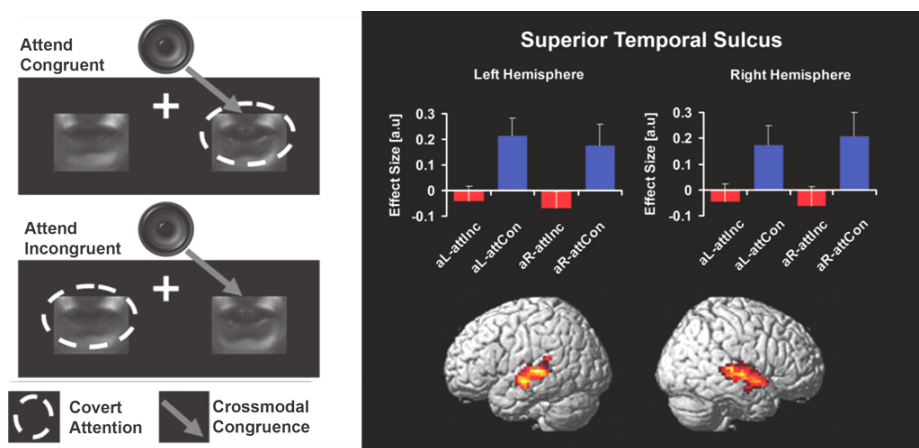 Attend
Congruent
Attend
Incongruent
Covert
Attention
Crossmodal
Congruence
Superior Temporal Sulcus
Left Hemisphere
Effect Size [a.u]
0.3
0.2
0.1
0
-0.1
aL-attInc
aL-attCon
aR-attInc
aR-attCon
Right Hemisphere
Effect Size [a.u]
0.3
0.2
0.1
0
-0.1
aL-attInc
aL-attCon
aR-attInc
aR-attCon